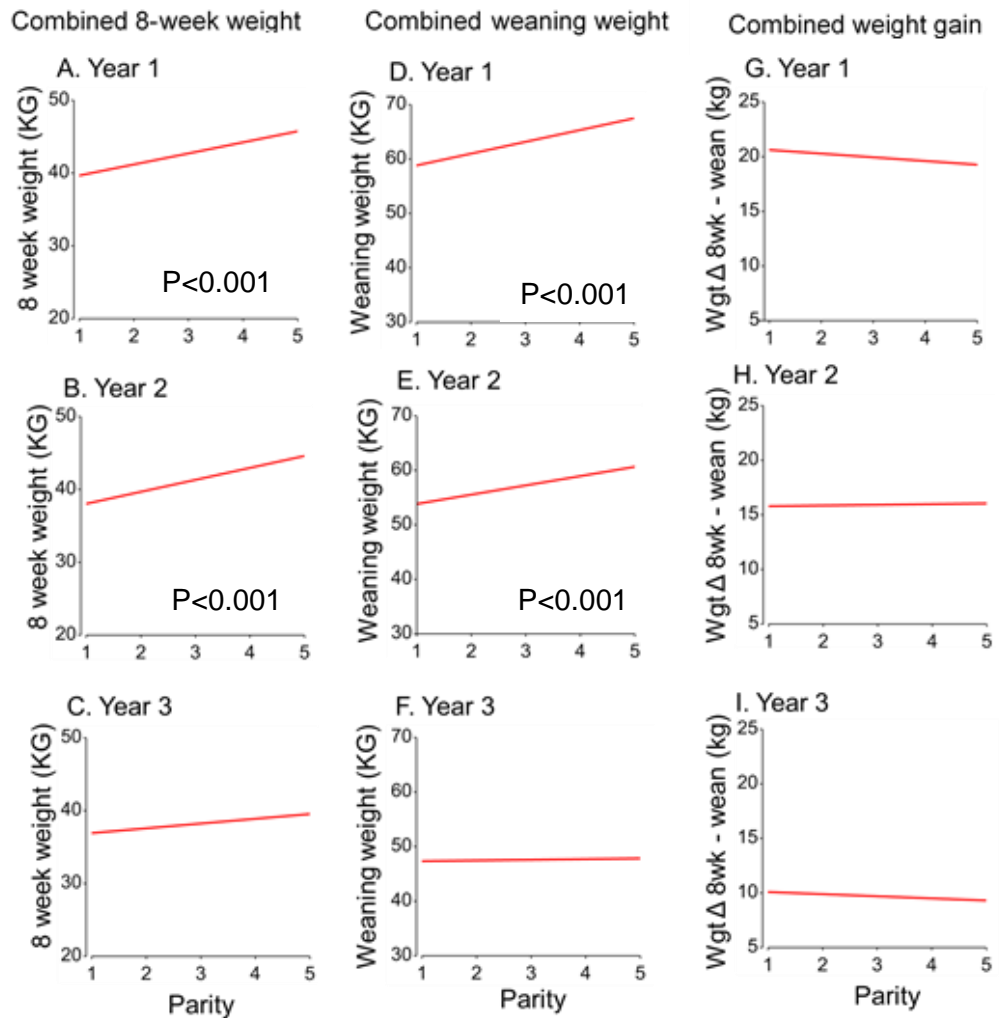 Combined 8-week weight
Combined weaning weight
Combined weight gain
A. Year 1
8 week weight (KG)
50
40
30
20
P<0.001
1 2 3 4 5
D. Year 1
Weaning weight (KG)
70
60
50
40
30
P<0.001
1 2 3 4 5
G. Year 1
Wgt Δ 8wk - wean (kg)
25
20
15
10
5
1 2 3 4 5
B. Year 2
8 week weight (KG)
50
40
30
20
P<0.001
1 2 3 4 5
E. Year 2
Weaning weight (KG)
70
60
50
40
30
P<0.001
1 2 3 4 5
H. Year 2
Wgt Δ 8wk - wean (kg)
25
20
15
10
5
1 2 3 4 5
C. Year 3
8 week weight (KG)
50
40
30
20
1 2 3 4 5
Parity
F. Year 3
Weaning weight (KG)
70
60
50
40
30
1 2 3 4 5
Parity
I. Year 3
Wgt Δ 8wk - wean (kg)
25
20
15
10
5
1 2 3 4 5
Parity